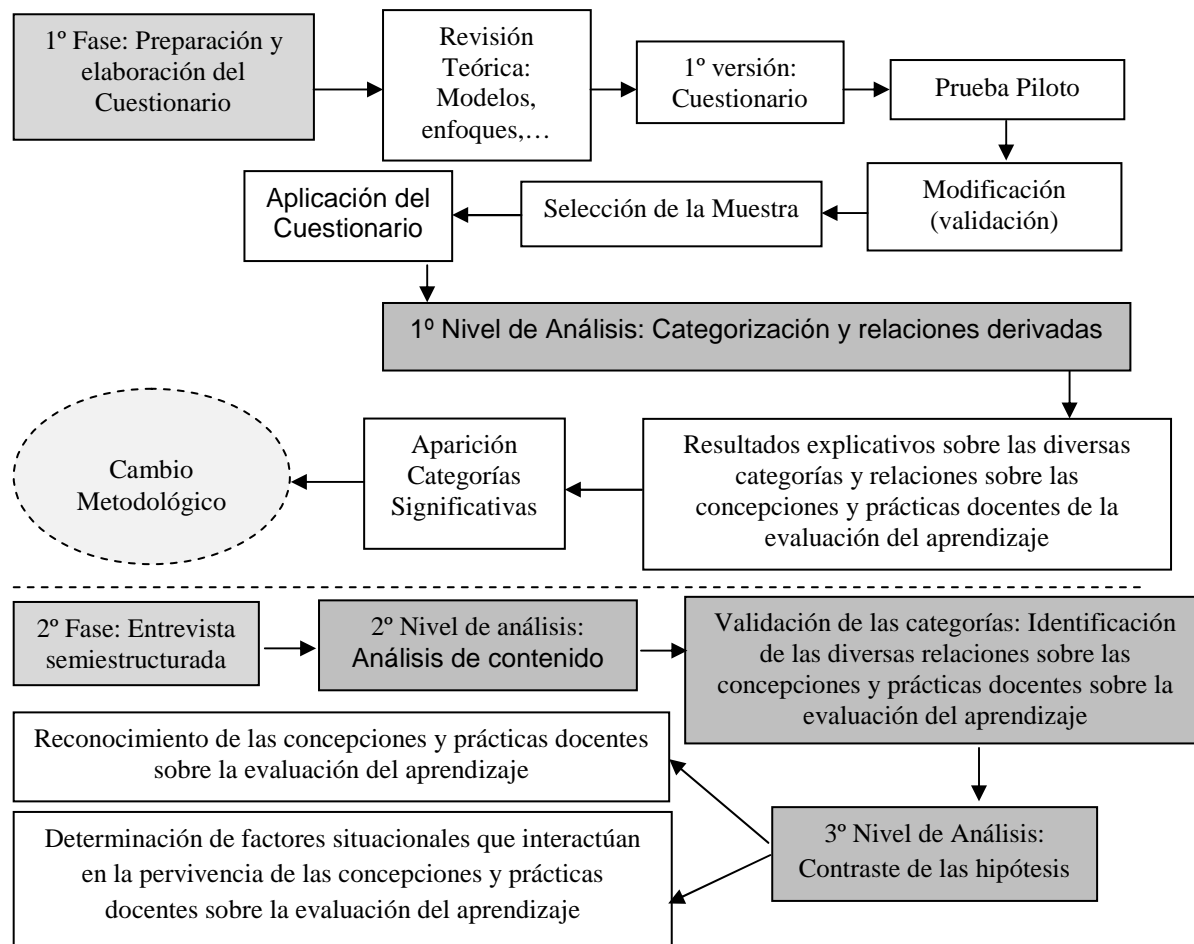 1º Fase: Preparación y
elaboración del
Cuestionario
Revisión
Teórica:
Modelos,
enfoques,…
1º versión:
Cuestionario
Prueba Piloto
Modificación
(validación)
Selección de la Muestra
Aplicación del
Cuestionario
1º Nivel de Análisis: Categorización y relaciones derivadas
Resultados explicativos sobre las diversas
categorías y relaciones sobre las
concepciones y prácticas docentes de la
evaluación del aprendizaje
Aparición
Categorías
Significativas
Cambio
Metodológico
2º Fase: Entrevista
semiestructurada
2º Nivel de análisis:
Análisis de contenido
Validación de las categorías: Identificación
de las diversas relaciones sobre las
concepciones y prácticas docentes sobre la
evaluación del aprendizaje
3º Nivel de Análisis:
Contraste de las hipótesis
Reconocimiento de las concepciones y prácticas docentes
sobre la evaluación del aprendizaje
Determinación de factores situacionales que interactúan
en la pervivencia de las concepciones y prácticas
docentes sobre la evaluación del aprendizaje